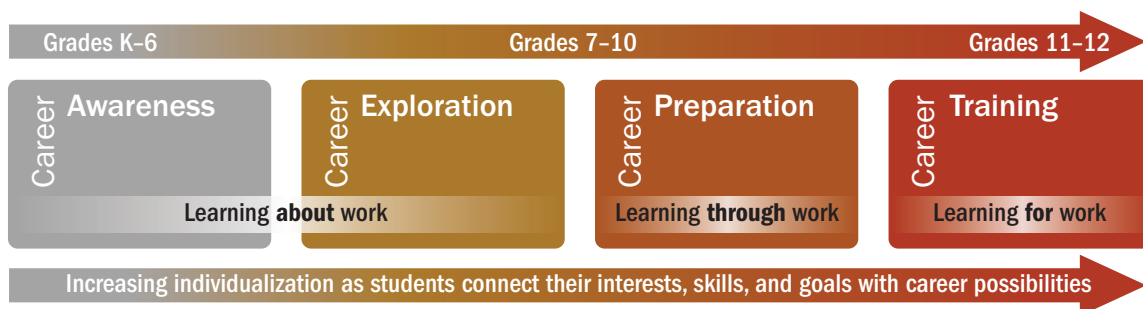 Grades K–6
Grades 7–10
Grades 11–12
Career
Awareness
Career
Exploration
Career
Preparation
Career
Training
Learning about work
Learning through work
Learning for work
Increasing individualization as students connect their interests, skills, and goals with career possibilities